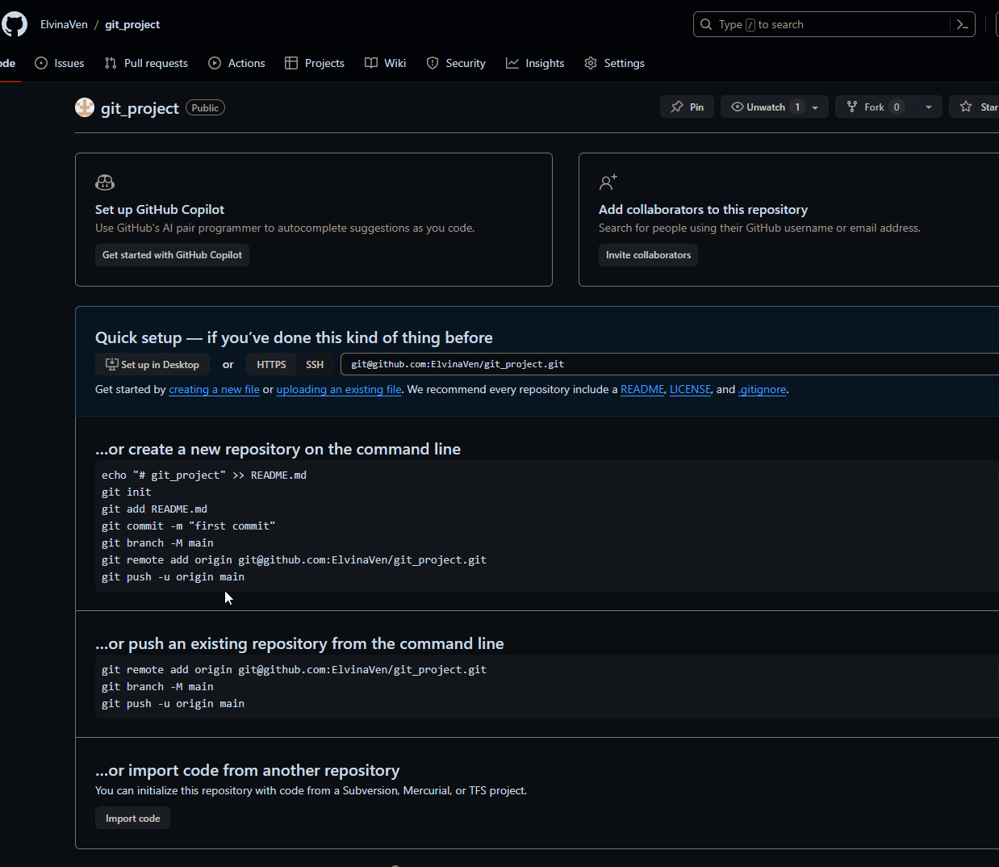 ElvinaVen / git_project
Type / to search
ode Issues Pull requests Actions Projects Wiki Security Insights Settings
git_project Public
Pin Unwatch 1 Fork 0 Star
Set up GitHub Copilot
Use GitHub's AI pair programmer to autocomplete suggestions as you code.
Get started with GitHub Copilot
Add collaborators to this repository
Search for people using their GitHub username or email address.
Invite collaborators
Quick setup — if you’ve done this kind of thing before
Set up in Desktop or HTTPS SSH git@github.com:ElvinaVen/git_project.git
Get started by creating a new file or uploading an existing file. We recommend every repository include a README, LICENSE, and .gitignore.
…or create a new repository on the command line
echo "# git_project" >> README.md
git init
git add README.md
git commit -m "first commit"
git branch -M main
git remote add origin git@github.com:ElvinaVen/git_project.git
git push -u origin main
…or push an existing repository from the command line
git remote add origin git@github.com:ElvinaVen/git_project.git
git branch -M main
git push -u origin main
…or import code from another repository
You can initialize this repository with code from a Subversion, Mercurial, or TFS project.
Import code